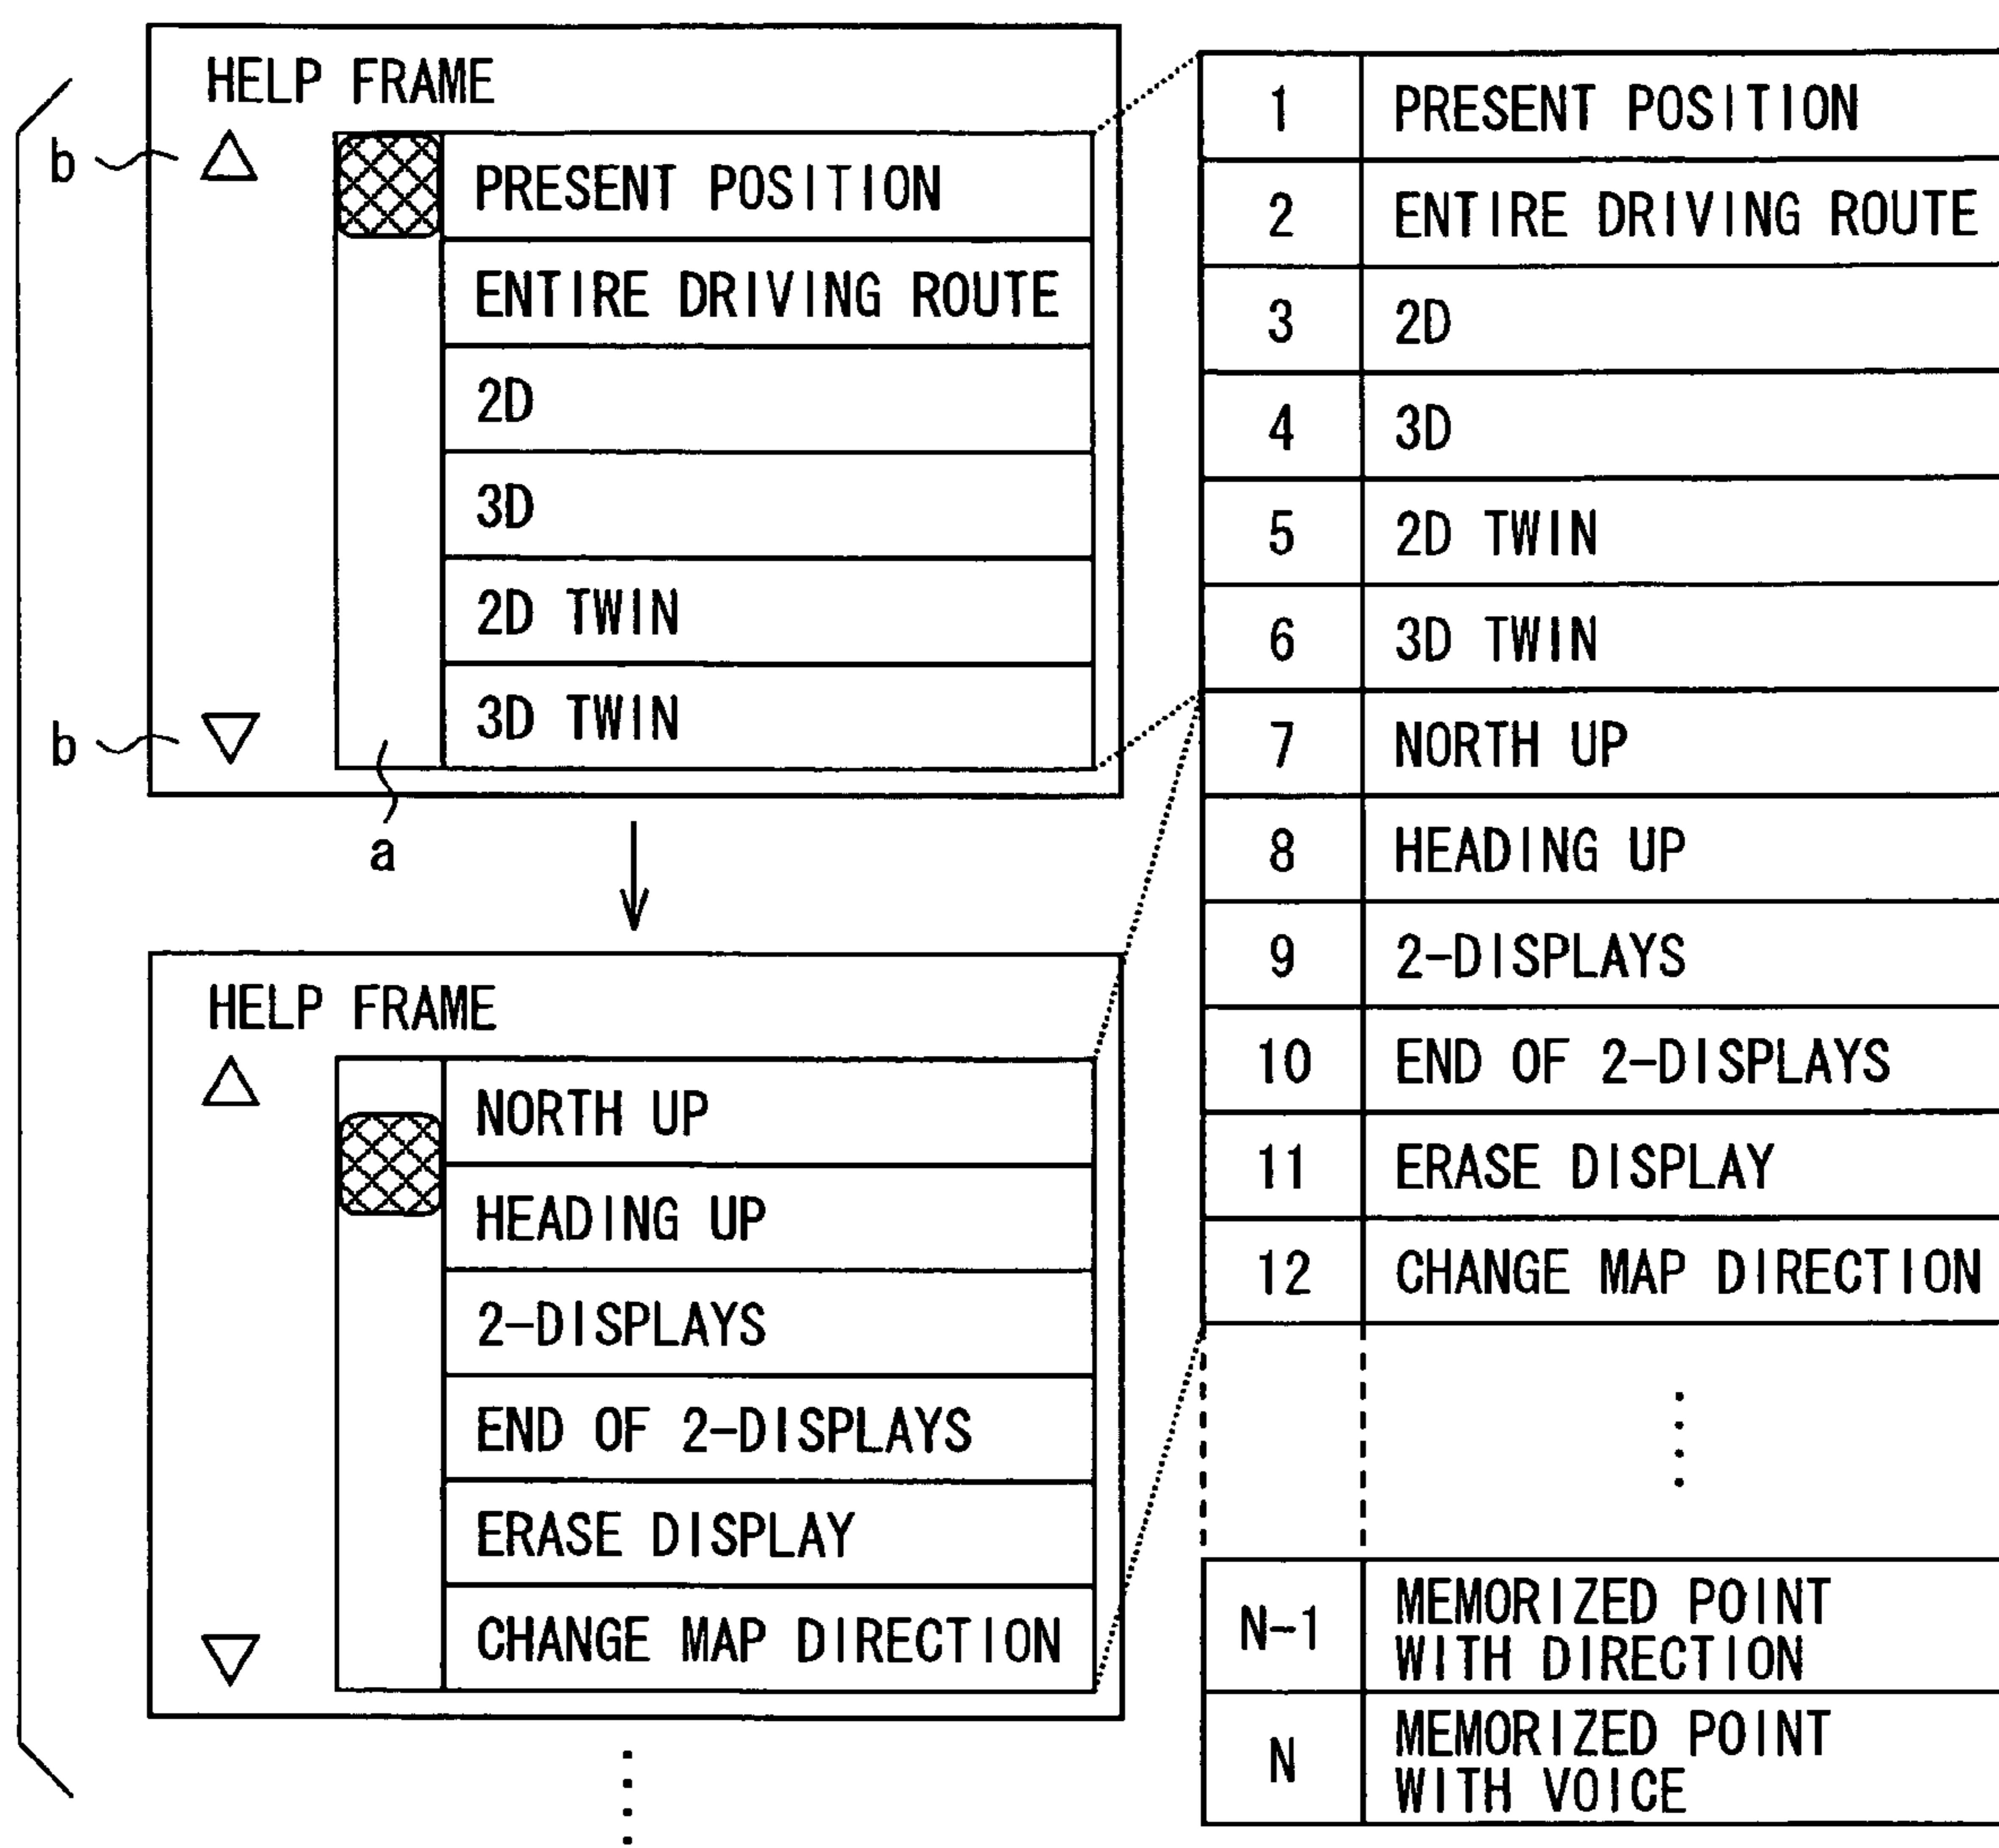 HELP FRAME
b
PRESENT POSITION
ENTIRE DRIVING ROUTE
2D
3D
2D TWIN
3D TWIN
b
a
HELP FRAME
NORTH UP
HEADING UP
2-DISPLAYS
END OF 2-DISPLAYS
ERASE DISPLAY
CHANGE MAP DIRECTION
1 PRESENT POSITION
2 ENTIRE DRIVING ROUTE
3 2D
4 3D
5 2D TWIN
6 3D TWIN
7 NORTH UP
8 HEADING UP
9 2-DISPLAYS
10 END OF 2-DISPLAYS
11 ERASE DISPLAY
12 CHANGE MAP DIRECTION
N-1 MEMORIZED POINT
WITH DIRECTION
N MEMORIZED POINT
WITH VOICE